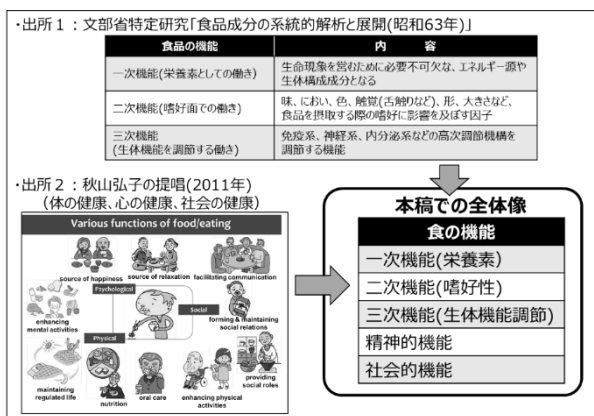 ・出所１：文部省特定研究「食品成分の系統的解析と展開(昭和63年)」
食品の機能 内　容
一次機能(栄養素としての働き) 生命現象を営むために必要不可欠な、エネルギー源や
生体構成成分となる
二次機能(嗜好面での働き) 味、におい、色、触覚(舌触りなど)、形、大きさなど、
食品を摂取する際の嗜好に影響を及ぼす因子
三次機能
(生体機能を調節する働き)
免疫系、神経系、内分泌系などの高次調節機構を
調節する機能
・出所２：秋山弘子の提唱(2011年)
(体の健康、心の健康、社会の健康)
Various functions of food/eating
source of happiness
source of relaxation
facilitating communication
Psychological
Social
enhancing
mental activities
forming & maintaining
social relations
Physical
maintaining
regulated life
nutrition
oral care
enhancing physical
activities
providing
social roles
本稿での全体像
食の機能
一次機能(栄養素)
二次機能(嗜好性)
三次機能(生体機能調節)
精神的機能
社会的機能